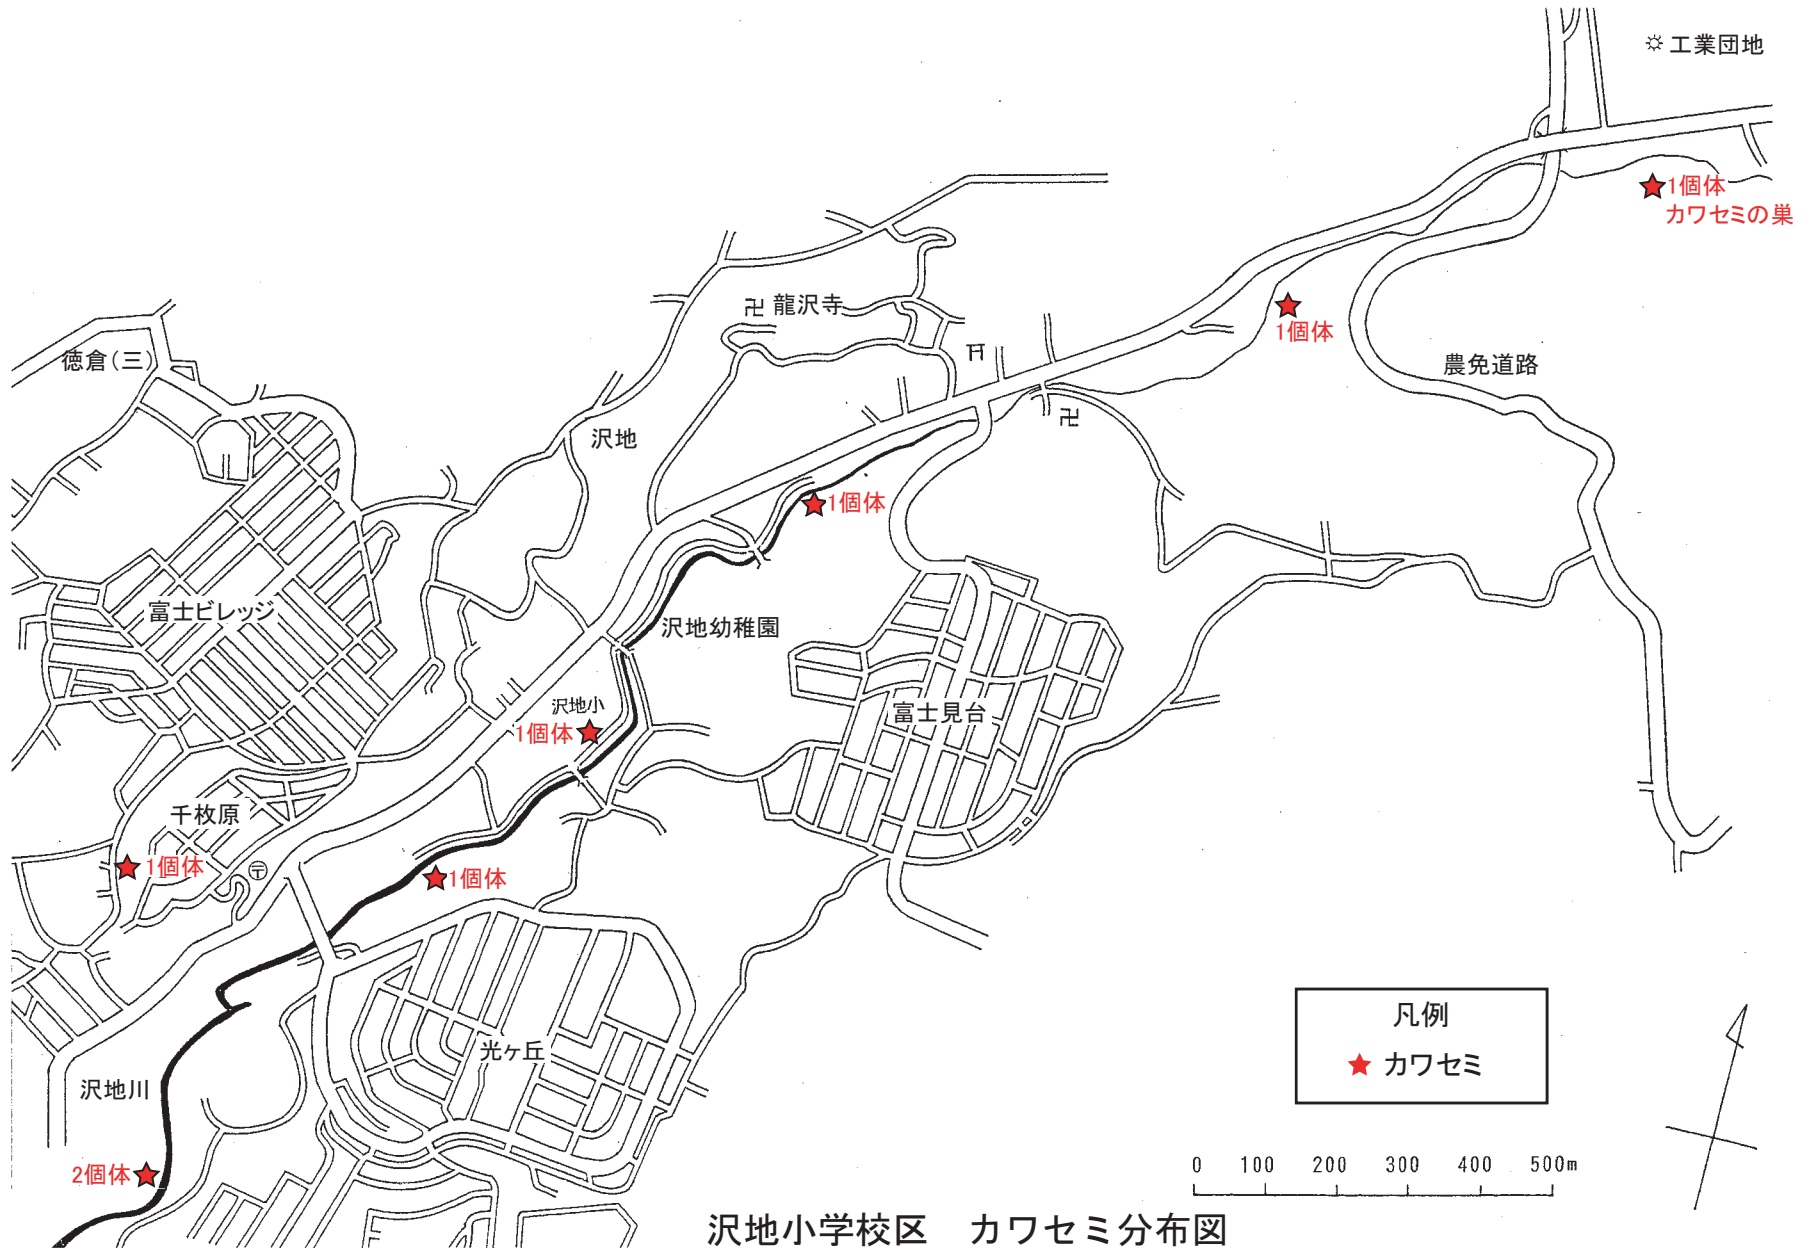 工業団地
1個体
カワセミの巣
龍沢寺
1個体
徳倉(三)
農免道路
沢地
1個体
富士ビレッジ
沢地幼稚園
沢地小
1個体
富士見台
千枚原
1個体
1個体
光ヶ丘
沢地川
2個体
凡例
カワセミ
0 100 200 300 400 500m
沢地小学校区 カワセミ分布図